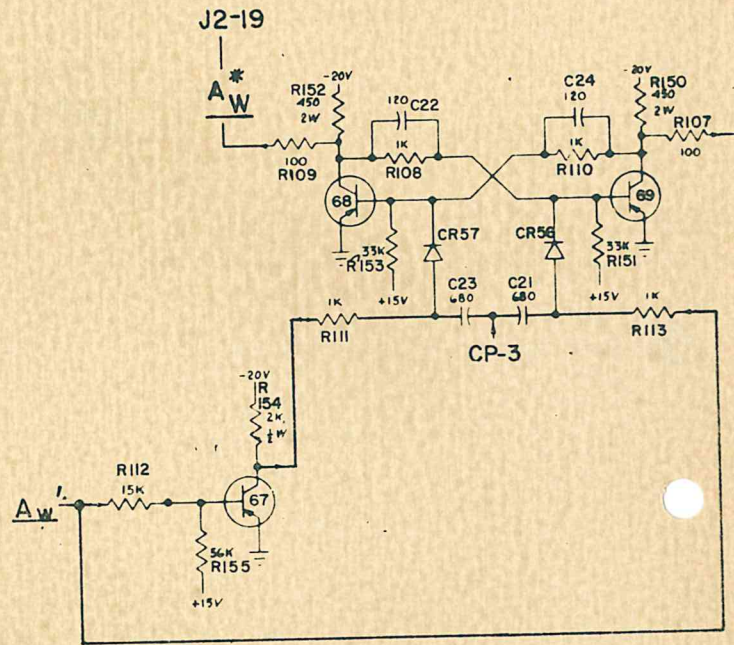 J2-19
A W *
-20V
R152
450
2W
120 C22
C24
120
-20V
R150
450
2W
R107
100
100
R109
1K
R108
1K
R110
68
69
CR57
CR56
33K
R153
+15V
33K
R151
+15V
C23
680
C21
680
1K
R111
1K
R113
CP-3
-20V
R
154
2K
½W
R112
15K
A W '
67
56K
R155
+15V